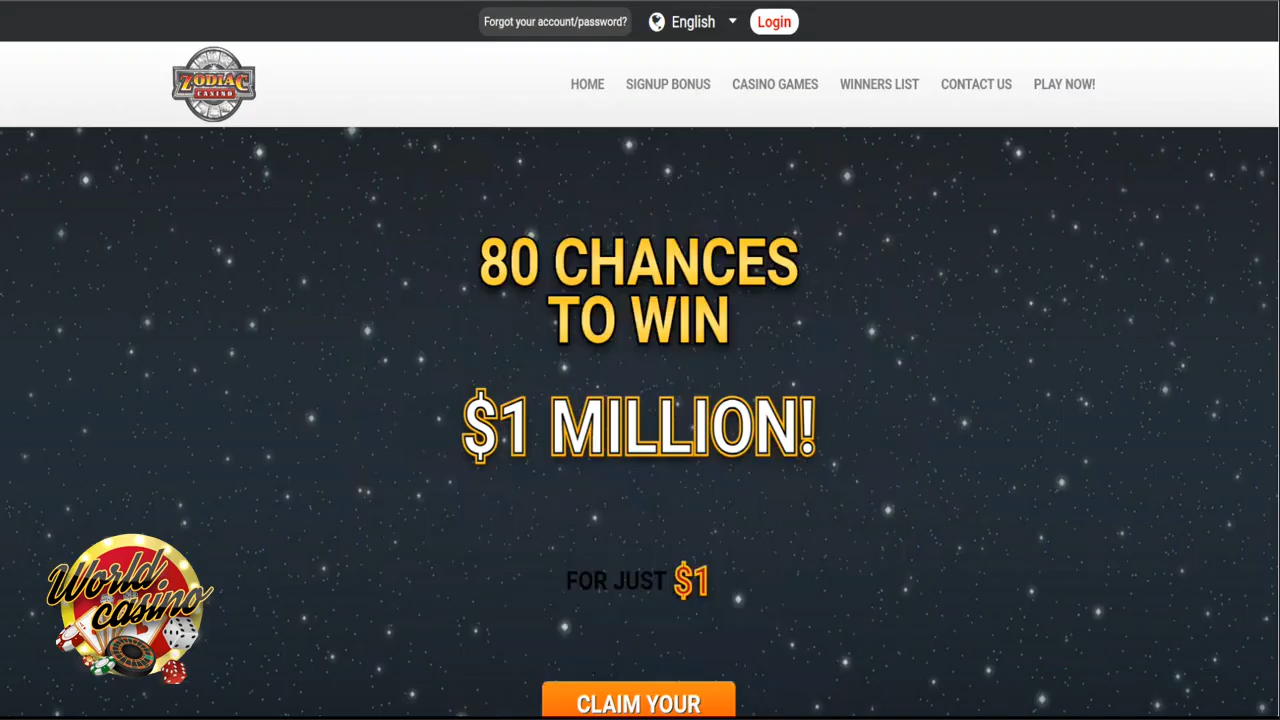 Forgot your account/password?
English
Login
ZODIAC
CASINO
HOME SIGNUP BONUS CASINO GAMES WINNERS LIST CONTACT US PLAY NOW!
80 CHANCES
TO WIN
$1 MILLION!
FOR JUST $1
World
casino
CLAIM YOUR